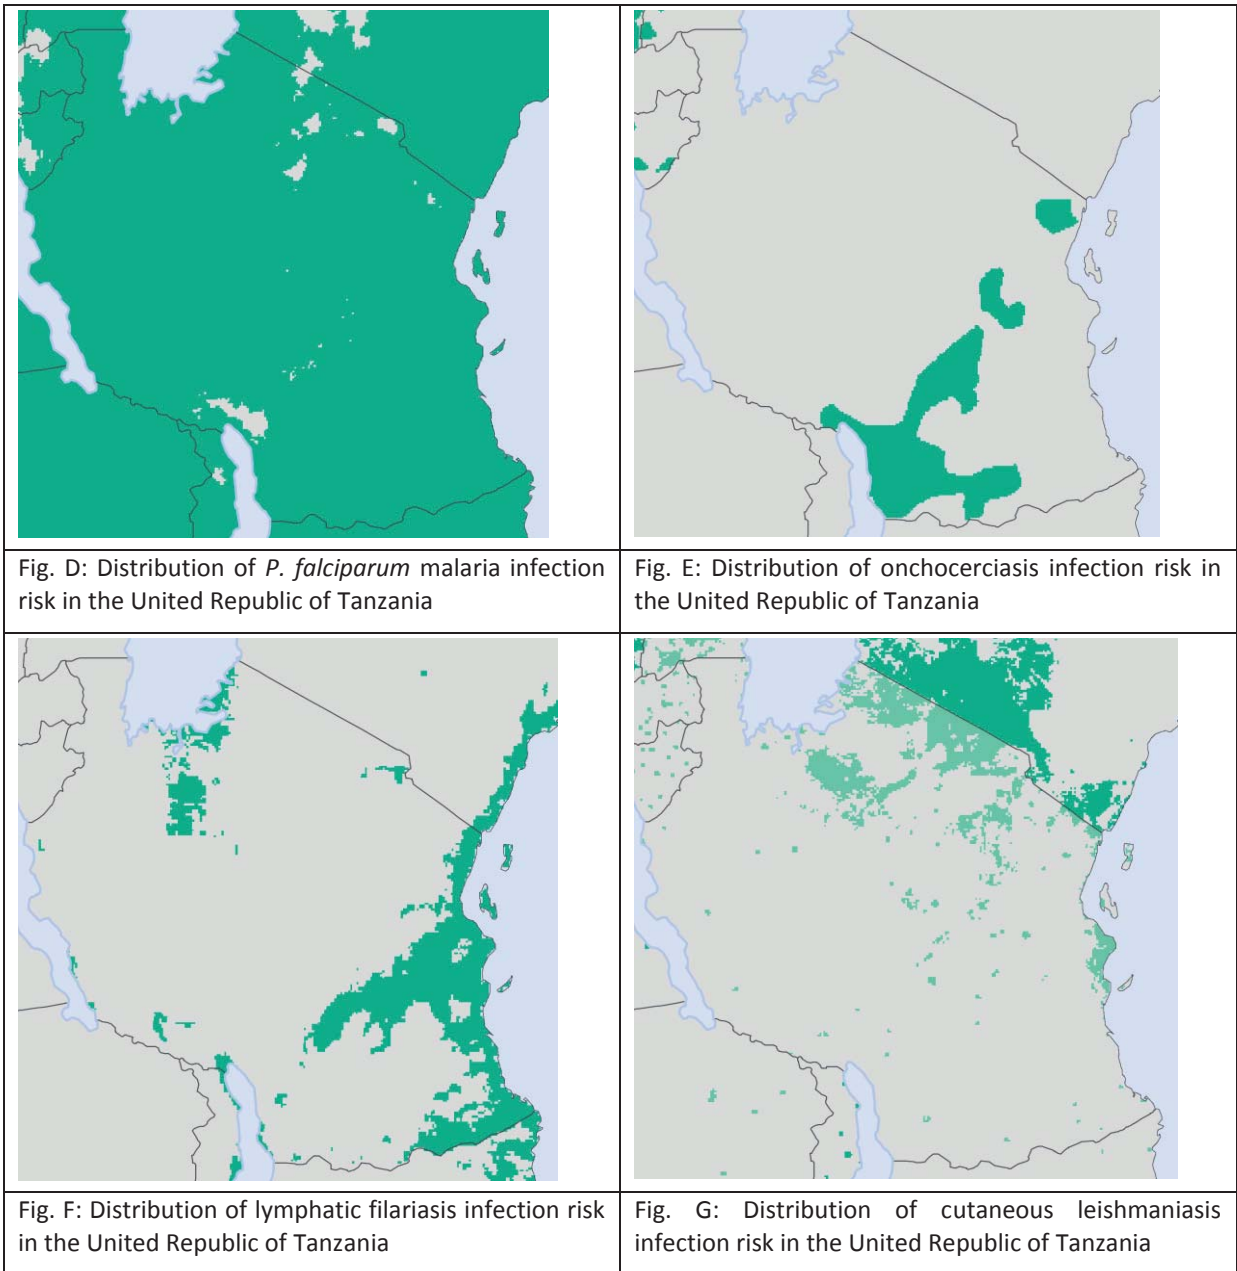 Fig. D: Distribution of P. falciparum malaria infection
risk in the United Republic of Tanzania
Fig. E: Distribution of onchocerciasis infection risk in
the United Republic of Tanzania
Fig. F: Distribution of lymphatic filariasis infection risk
in the United Republic of Tanzania
Fig. G: Distribution of cutaneous leishmaniasis
infection risk in the United Republic of Tanzania